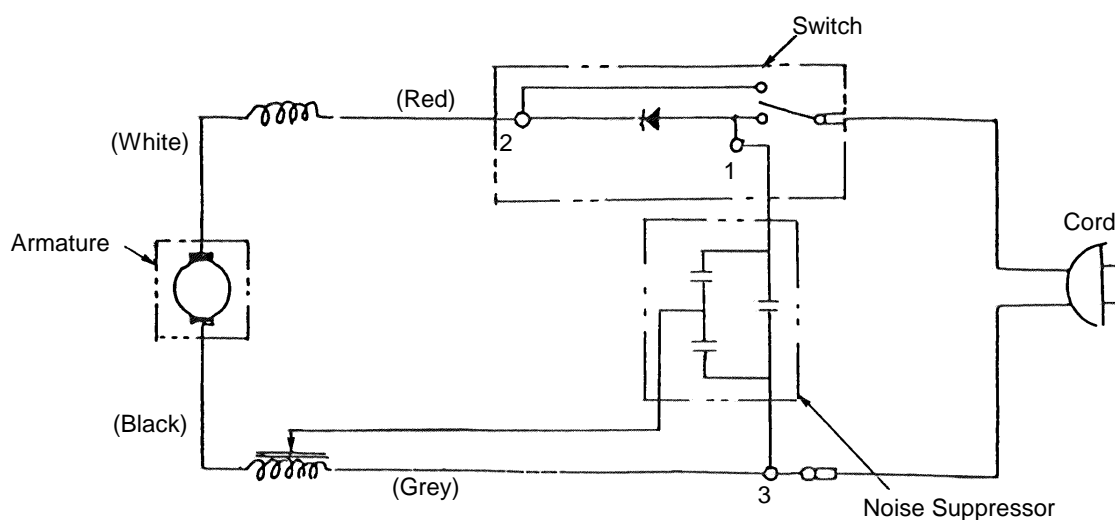 Switch
(Red)
2
(White)
1
Armature
Cord
(Black)
(Grey)
3
Noise Suppressor